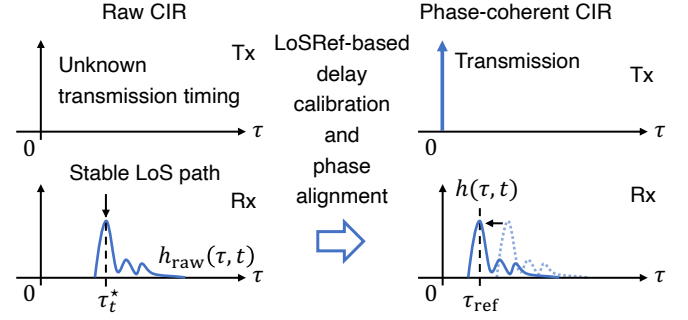 Raw CIR
Tx
Unknown
transmission timing
τ
0
Stable LoS path
Rx
h_raw(τ, t)
τ
0
τ_t^⋆
LoSRef-based
delay
calibration
and
phase
alignment
Phase-coherent CIR
Transmission
Tx
τ
0
h(τ, t)
Rx
τ
0
τ_ref